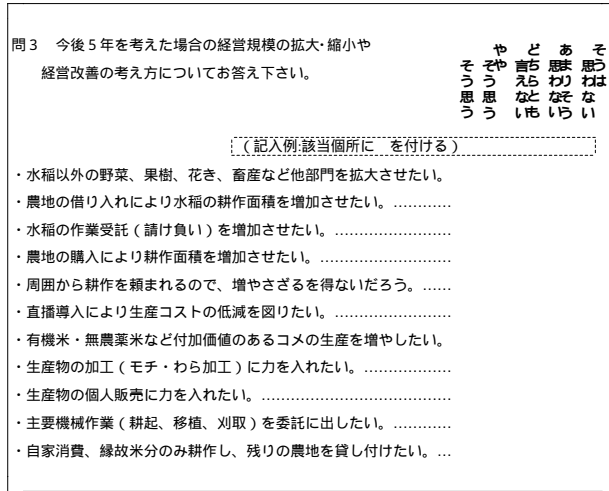 問3　今後5年を考えた場合の経営規模の拡大・縮小や
経営改善の考え方についてお答え下さい。
そう思う
ややそう思う
どちらとも言えない
あまりそう思わない
そうは思わない
(記入例:該当個所に　を付ける)
・水稲以外の野菜、果樹、花き、畜産など他部門を拡大させたい。
・農地の借り入れにより水稲の耕作面積を増加させたい。…………
・水稲の作業受託(請け負い)を増加させたい。…………………
・農地の購入により耕作面積を増加させたい。……………………
・周囲から耕作を頼まれるので、増やさざるを得ないだろう。……
・直播導入により生産コストの低減を図りたい。…………………
・有機米・無農薬米など付加価値のあるコメの生産を増やしたい。
・生産物の加工(モチ・わら加工)に力を入れたい。………………
・生産物の個人販売に力を入れたい。………………………………
・主要機械作業(耕起、移植、刈取)を委託に出したい。…………
・自家消費、縁故米分のみ耕作し、残りの農地を貸し付けたい。…